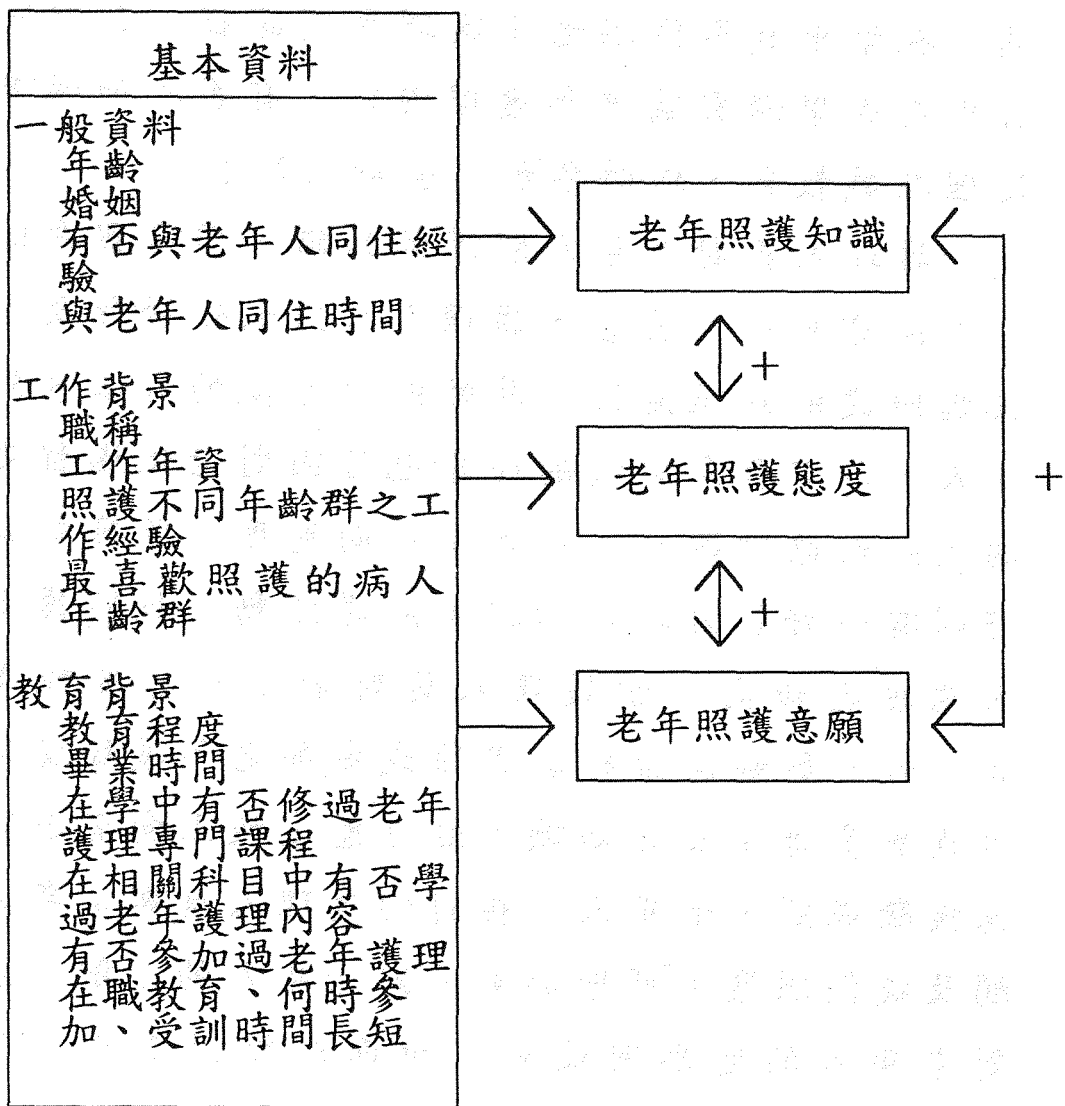 基本資料
一般資料
年齡
婚姻
有否與老年人同住經
驗
與老年人同住時間
工作背景
職稱
工作年資
照護不同年齡群之工
作經驗
最喜歡照護的病人
年齡群
教育背景
教育程度
畢業時間
在學中有否修過老年
護理專門課程
在相關科目中有否學
過老年護理內容
有否參加過老年護理
在職教育、何時參
加、受訓時間長短
老年照護知識
+
老年照護態度
+
+
老年照護意願